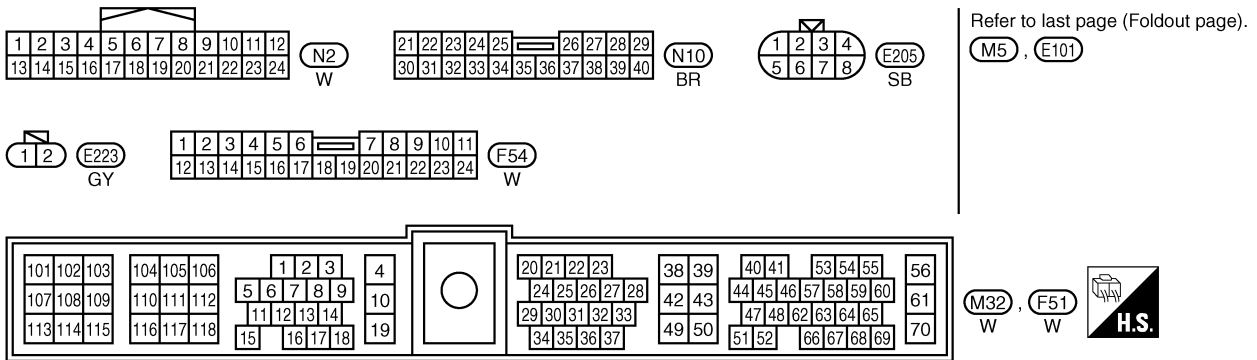 1 2 3 4 5 6 7 8 9 10 11 12
13 14 15 16 17 18 19 20 21 22 23 24
N2
W
21 22 23 24 25 26 27 28 29
30 31 32 33 34 35 36 37 38 39 40
N10
BR
1 2 3 4
5 6 7 8
E205
SB
Refer to last page (Foldout page).
M5 , E101
1 2
E223
GY
1 2 3 4 5 6 7 8 9 10 11
12 13 14 15 16 17 18 19 20 21 22 23 24
F54
W
101 102 103 104 105 106 1 2 3 4 20 21 22 23 38 39 40 41 53 54 55 56
107 108 109 110 111 112 5 6 7 8 9 10 24 25 26 27 28 42 43 44 45 46 57 58 59 60 61
113 114 115 116 117 118 11 12 13 14 19 29 30 31 32 33 49 50 47 48 62 63 64 65 70
15 16 17 18 34 35 36 37 51 52 66 67 68 69
M32 , F51
W W
H.S.